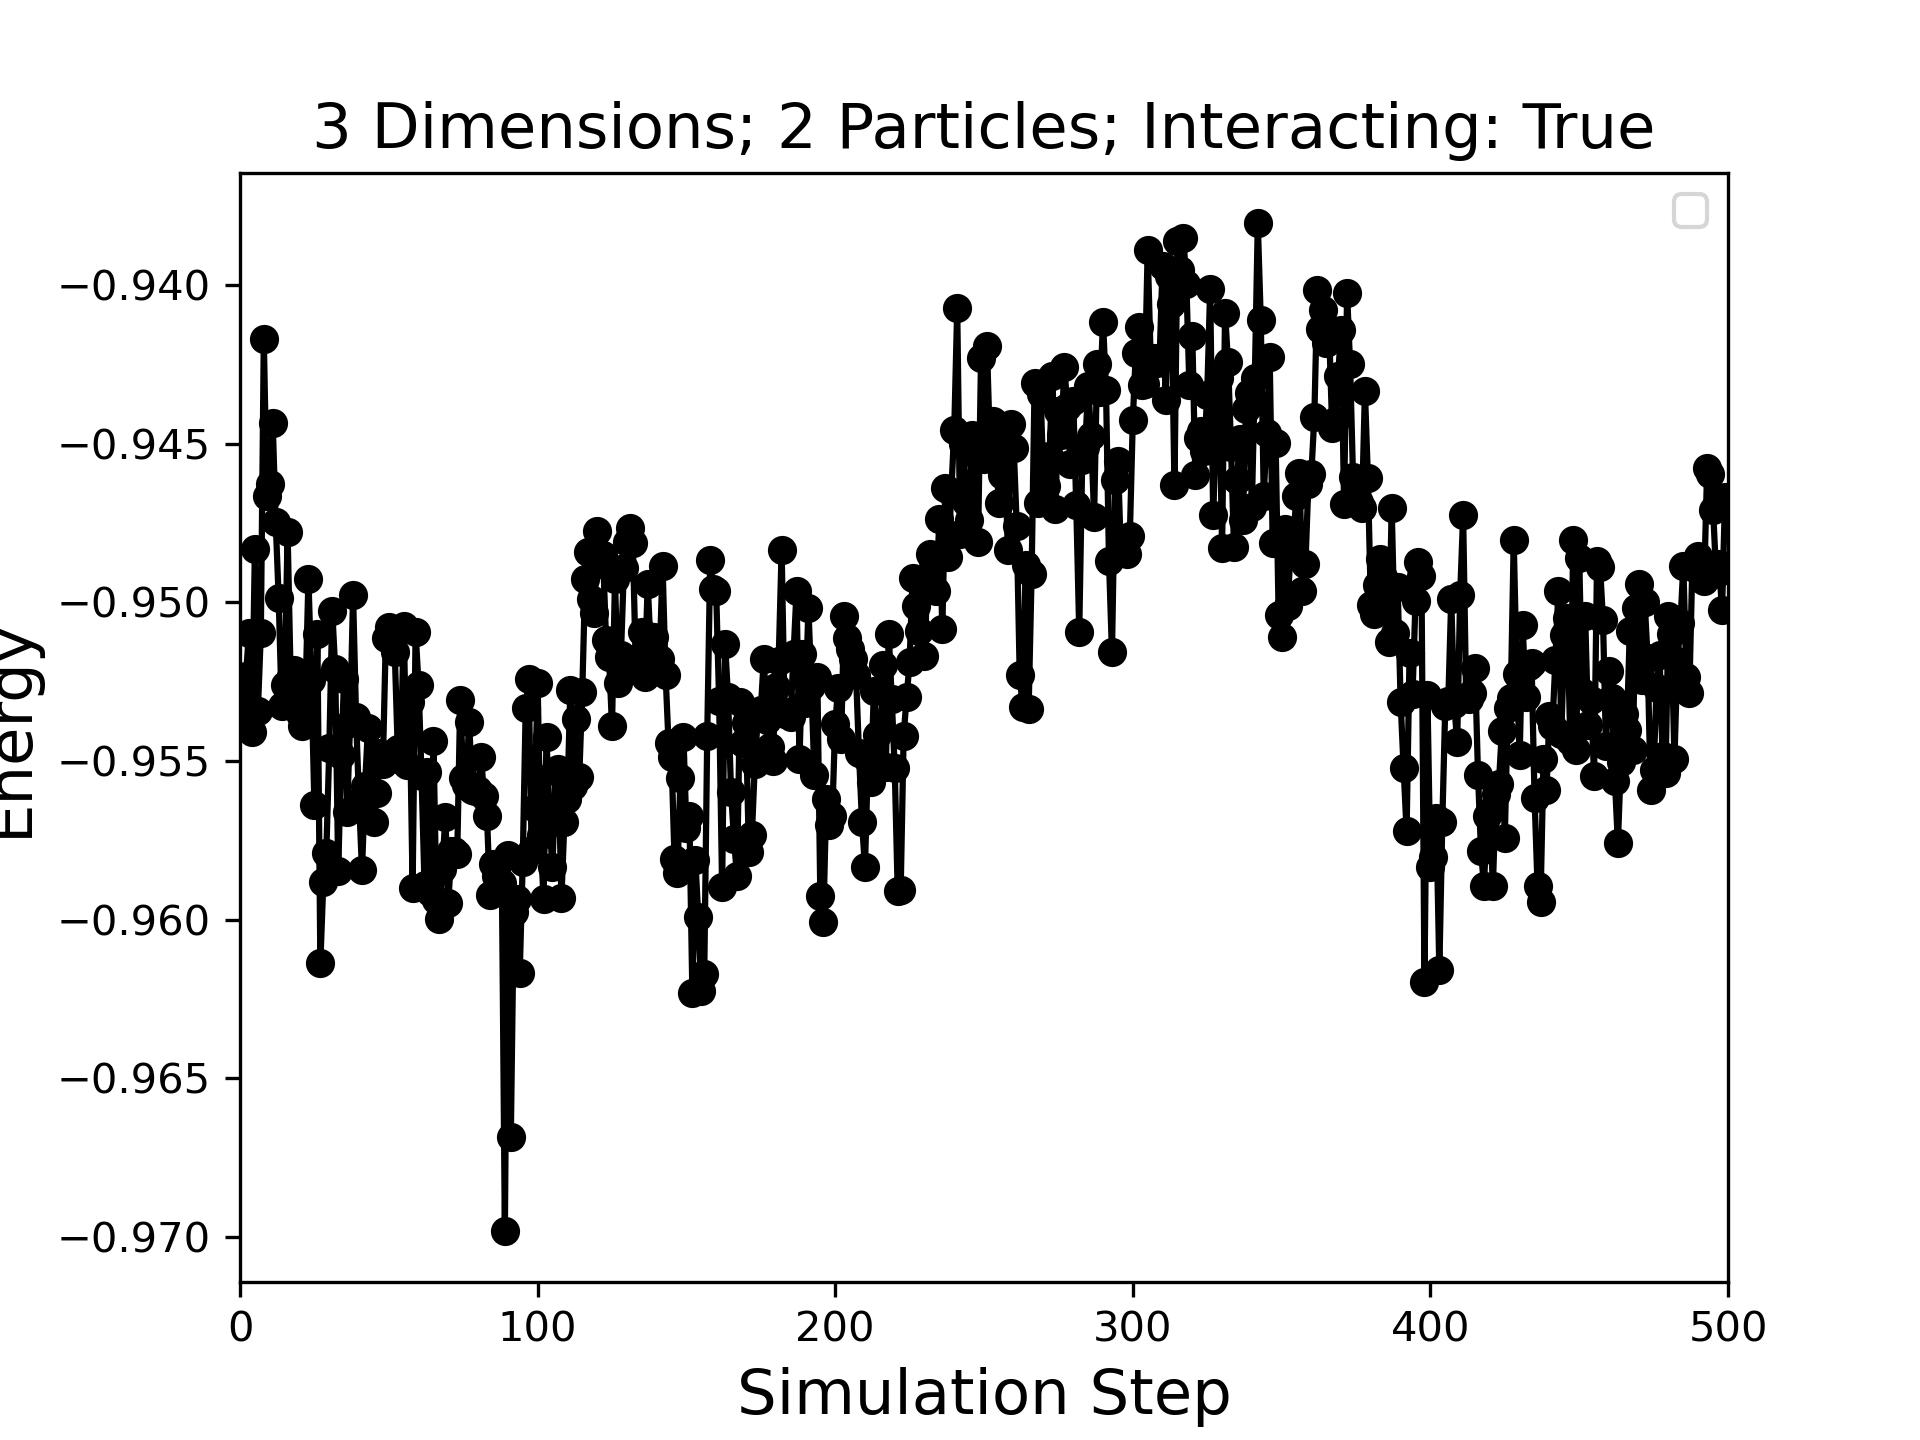 3 Dimensions; 2 Particles; Interacting: True
−0.940
−0.945
−0.950
−0.955
−0.960
−0.965
−0.970
Energy
0 100 200 300 400 500
Simulation Step